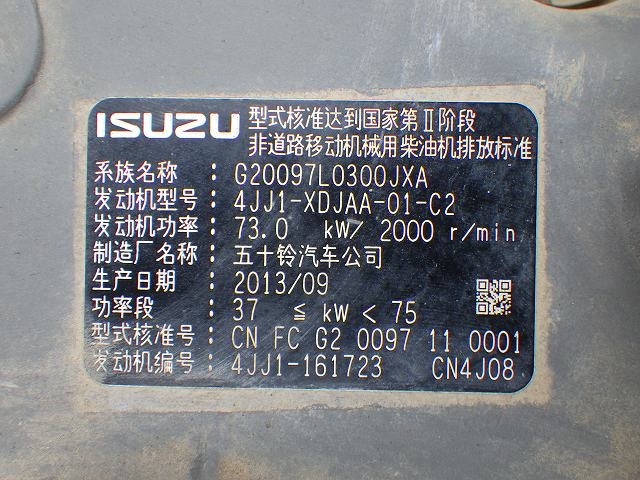 ISUZU
型式核准达到国家第Ⅱ阶段
非道路移动机械用柴油机排放标准
系族名称 : G20097L0300JXA
发动机型号: 4JJ1-XDJAA-01-C2
发动机功率: 73.0 kW/ 2000 r/min
制造厂名称: 五十铃汽车公司
生产日期 : 2013/09
功率段 : 37 ≦ kW < 75
型式核准号: CN FC G2 0097 11 0001
发动机编号: 4JJ1-161723 CN4J08